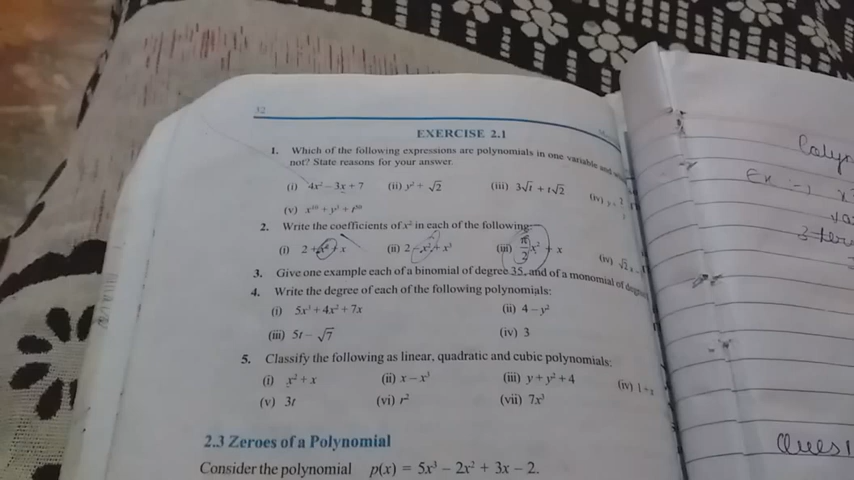 32
EXERCISE 2.1
1. Which of the following expressions are polynomials in one variable and
not? State reasons for your answer.
(i) 4x² – 3x + 7 (ii) y² + √2 (iii) 3√t + t√2 (iv) y +
(v) x¹⁰ + y³ + t⁵⁰
2. Write the coefficients of x² in each of the following:
(i) 2 + x² + x (ii) 2 – x² + x³ (iii) π/2 x² + x (iv) √2 x –
3. Give one example each of a binomial of degree 35, and of a monomial of
4. Write the degree of each of the following polynomials:
(i) 5x³ + 4x² + 7x (ii) 4 – y²
(iii) 5t – √7 (iv) 3
5. Classify the following as linear, quadratic and cubic polynomials:
(i) x² + x (ii) x – x³ (iii) y + y² + 4 (iv) 1 + x
(v) 3t (vi) r² (vii) 7x³
2.3 Zeroes of a Polynomial
Consider the polynomial p(x) = 5x³ – 2x² + 3x – 2.